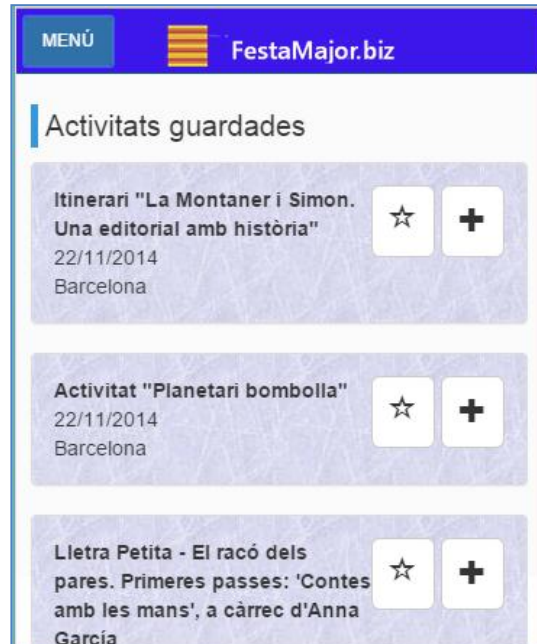 MENÚ
FestaMajor.biz
Activitats guardades
Itinerari "La Montaner i Simon.
Una editorial amb història"
22/11/2014
Barcelona
Activitat "Planetari bombolla"
22/11/2014
Barcelona
Lletra Petita - El racó dels
pares. Primeres passes: 'Contes
amb les mans', a càrrec d'Anna
García